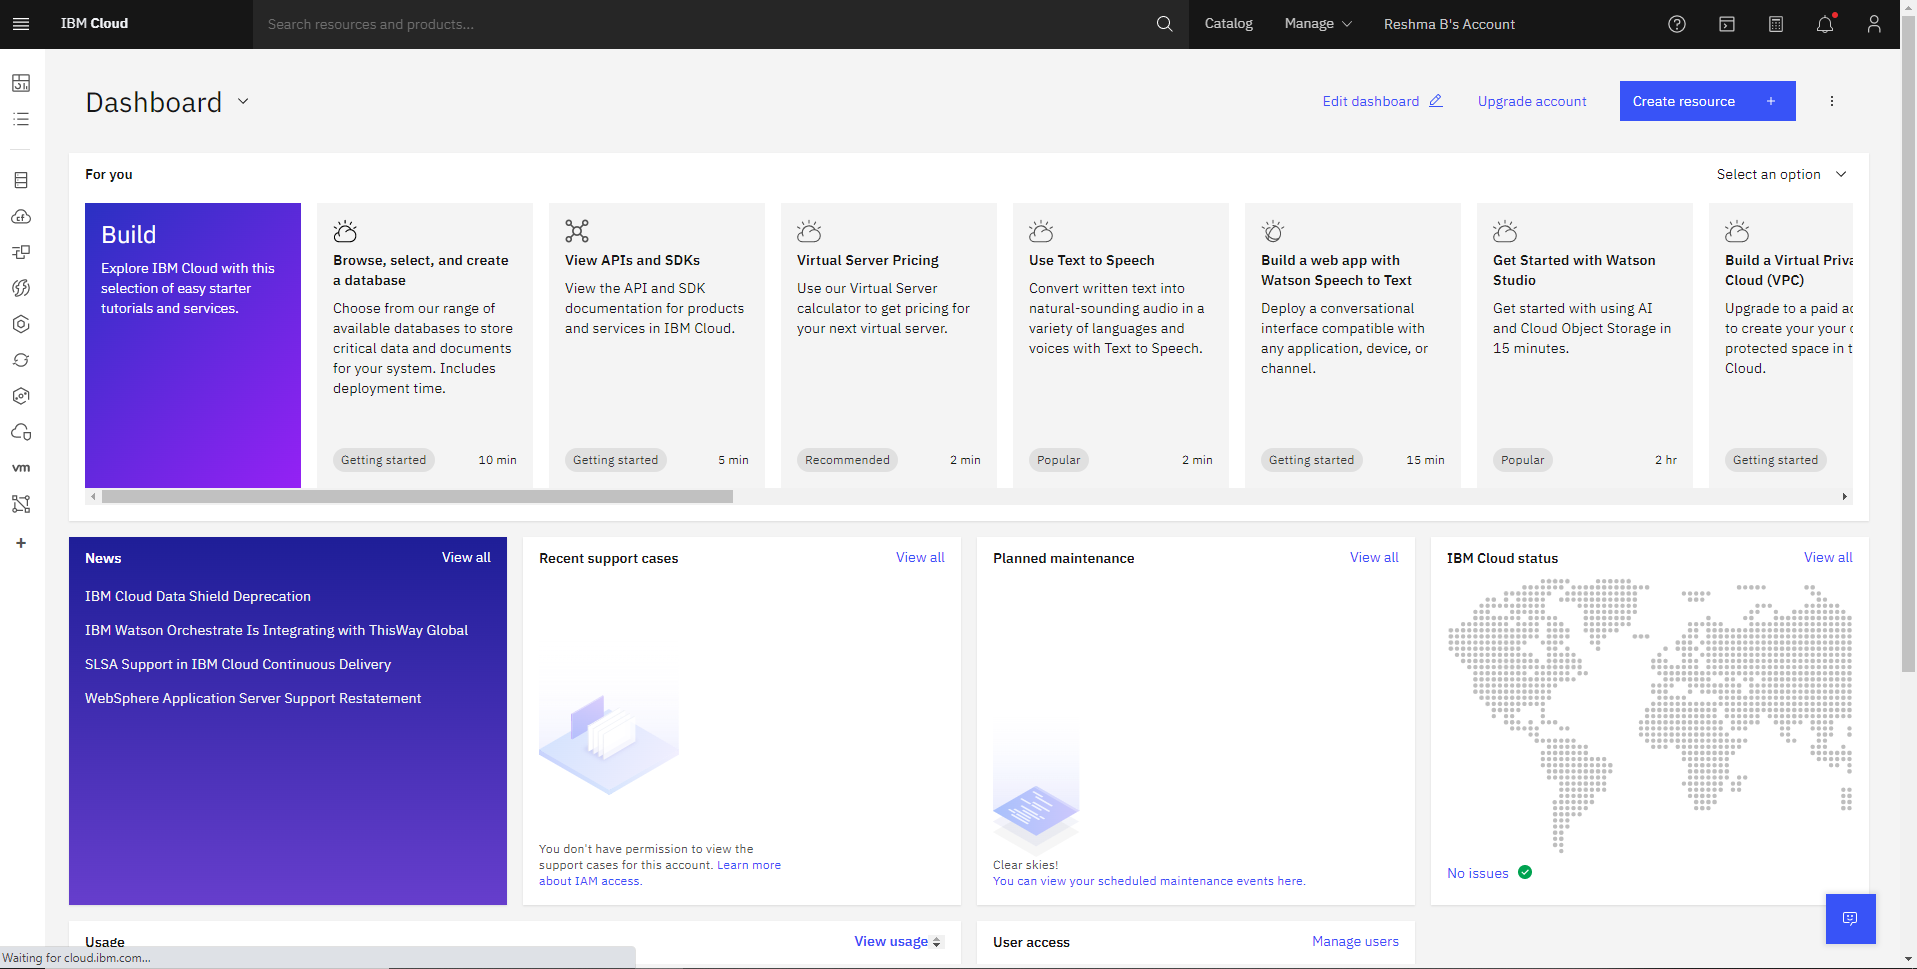 IBM Cloud
Search resources and products...
Catalog
Manage
Reshma B's Account
Dashboard
Edit dashboard
Upgrade account
Create resource +
For you
Select an option
Build
Explore IBM Cloud with this
selection of easy starter
tutorials and services.
Browse, select, and create
a database
Choose from our range of
available databases to store
critical data and documents
for your system. Includes
deployment time.
Getting started
10 min
View APIs and SDKs
View the API and SDK
documentation for products
and services in IBM Cloud.
Getting started
5 min
Virtual Server Pricing
Use our Virtual Server
calculator to get pricing for
your next virtual server.
Recommended
2 min
Use Text to Speech
Convert written text into
natural-sounding audio in a
variety of languages and
voices with Text to Speech.
Popular
2 min
Build a web app with
Watson Speech to Text
Deploy a conversational
interface compatible with
any application, device, or
channel.
Getting started
15 min
Get Started with Watson
Studio
Get started with using AI
and Cloud Object Storage in
15 minutes.
Popular
2 hr
Build a Virtual Priva
Cloud (VPC)
Upgrade to a paid ac
to create your your
protected space in t
Cloud.
Getting started
cf
vm
+
News
View all
IBM Cloud Data Shield Deprecation
IBM Watson Orchestrate Is Integrating with ThisWay Global
SLSA Support in IBM Cloud Continuous Delivery
WebSphere Application Server Support Restatement
Recent support cases
View all
You don't have permission to view the
support cases for this account. Learn more
about IAM access.
Planned maintenance
View all
Clear skies!
You can view your scheduled maintenance events here.
IBM Cloud status
View all
No issues
Usage
View usage
User access
Manage users
Waiting for cloud.ibm.com...